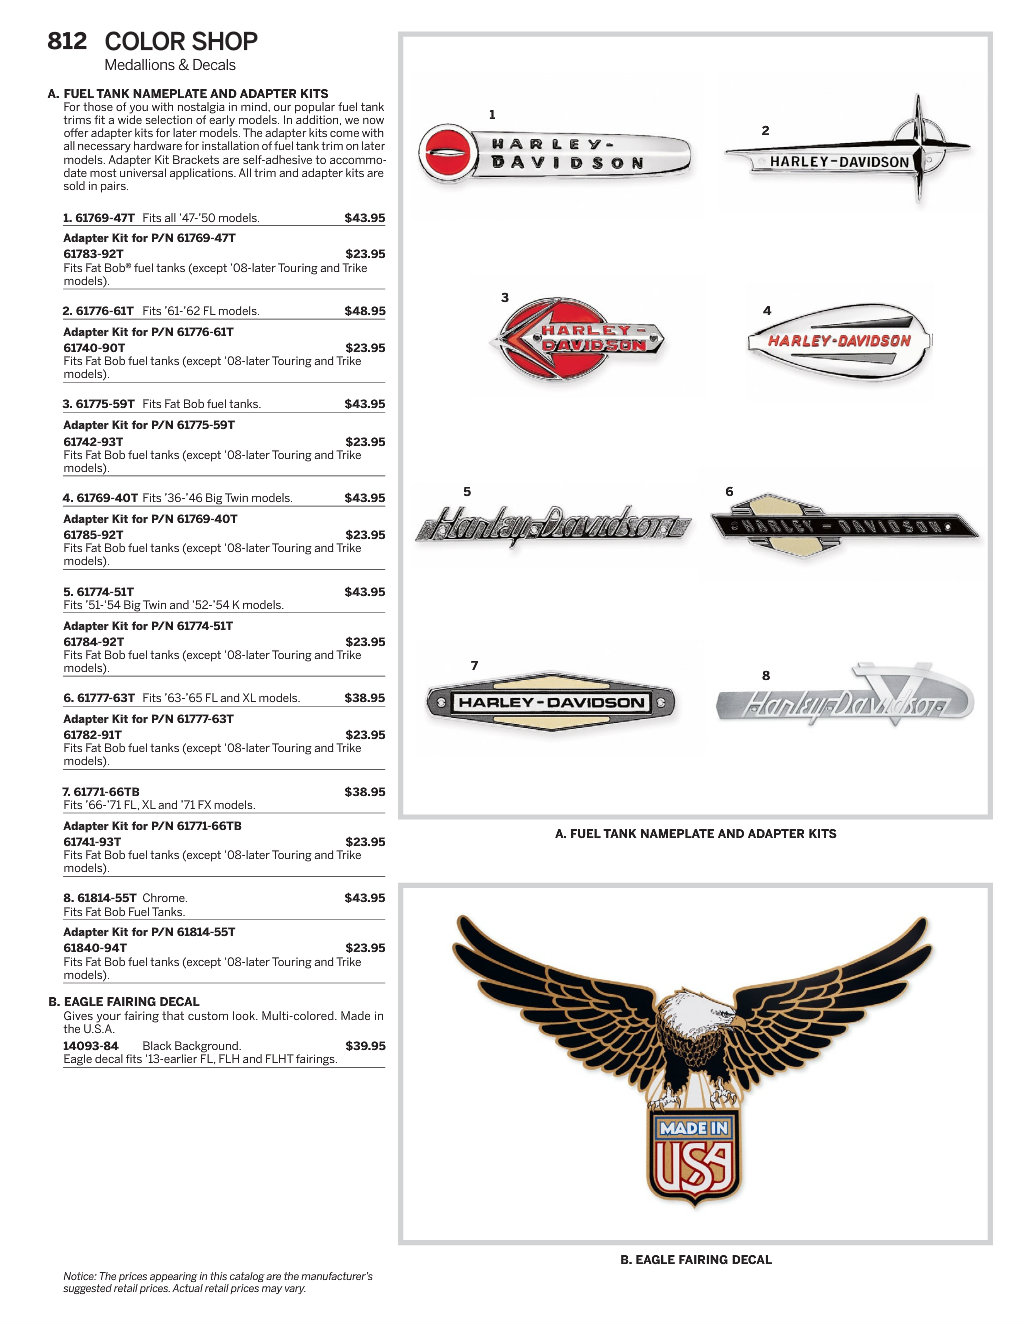 812 COLOR SHOP
Medallions & Decals
A. FUEL TANK NAMEPLATE AND ADAPTER KITS
For those of you with nostalgia in mind, our popular fuel tank
trims fit a wide selection of early models. In addition, we now
offer adapter kits for later models. The adapter kits come with
all necessary hardware for installation of fuel tank trim on later
models. Adapter Kit Brackets are self-adhesive to accommo-
date most universal applications. All trim and adapter kits are
sold in pairs.
1. 61769-47T Fits all '47-'50 models. $43.95
Adapter Kit for P/N 61769-47T
61783-92T $23.95
Fits Fat Bob® fuel tanks (except '08-later Touring and Trike
models).
2. 61776-61T Fits '61-'62 FL models. $48.95
Adapter Kit for P/N 61776-61T
61740-90T $23.95
Fits Fat Bob fuel tanks (except '08-later Touring and Trike
models).
3. 61775-59T Fits Fat Bob fuel tanks. $43.95
Adapter Kit for P/N 61775-59T
61742-93T $23.95
Fits Fat Bob fuel tanks (except '08-later Touring and Trike
models).
4. 61769-40T Fits '36-'46 Big Twin models. $43.95
Adapter Kit for P/N 61769-40T
61785-92T $23.95
Fits Fat Bob fuel tanks (except '08-later Touring and Trike
models).
5. 61774-51T $43.95
Fits '51-'54 Big Twin and '52-'54 K models.
Adapter Kit for P/N 61774-51T
61784-92T $23.95
Fits Fat Bob fuel tanks (except '08-later Touring and Trike
models).
6. 61777-63T Fits '63-'65 FL and XL models. $38.95
Adapter Kit for P/N 61777-63T
61782-91T $23.95
Fits Fat Bob fuel tanks (except '08-later Touring and Trike
models).
7. 61771-66TB $38.95
Fits '66-'71 FL, XL and '71 FX models.
Adapter Kit for P/N 61771-66TB
61741-93T $23.95
Fits Fat Bob fuel tanks (except '08-later Touring and Trike
models).
8. 61814-55T Chrome. $43.95
Fits Fat Bob Fuel Tanks.
Adapter Kit for P/N 61814-55T
61840-94T $23.95
Fits Fat Bob fuel tanks (except '08-later Touring and Trike
models).
B. EAGLE FAIRING DECAL
Gives your fairing that custom look. Multi-colored. Made in
the U.S.A.
14093-84 Black Background. $39.95
Eagle decal fits '13-earlier FL, FLH and FLHT fairings.
Notice: The prices appearing in this catalog are the manufacturer's
suggested retail prices. Actual retail prices may vary.
1
HARLEY-
DAVIDSON
2
HARLEY-DAVIDSON
3
HARLEY-
DAVIDSON
4
HARLEY-DAVIDSON
5
Harley-Davidson
6
HARLEY - DAVIDSON
7
HARLEY-DAVIDSON
8
Harley-Davidson
A. FUEL TANK NAMEPLATE AND ADAPTER KITS
MADE IN
USA
B. EAGLE FAIRING DECAL